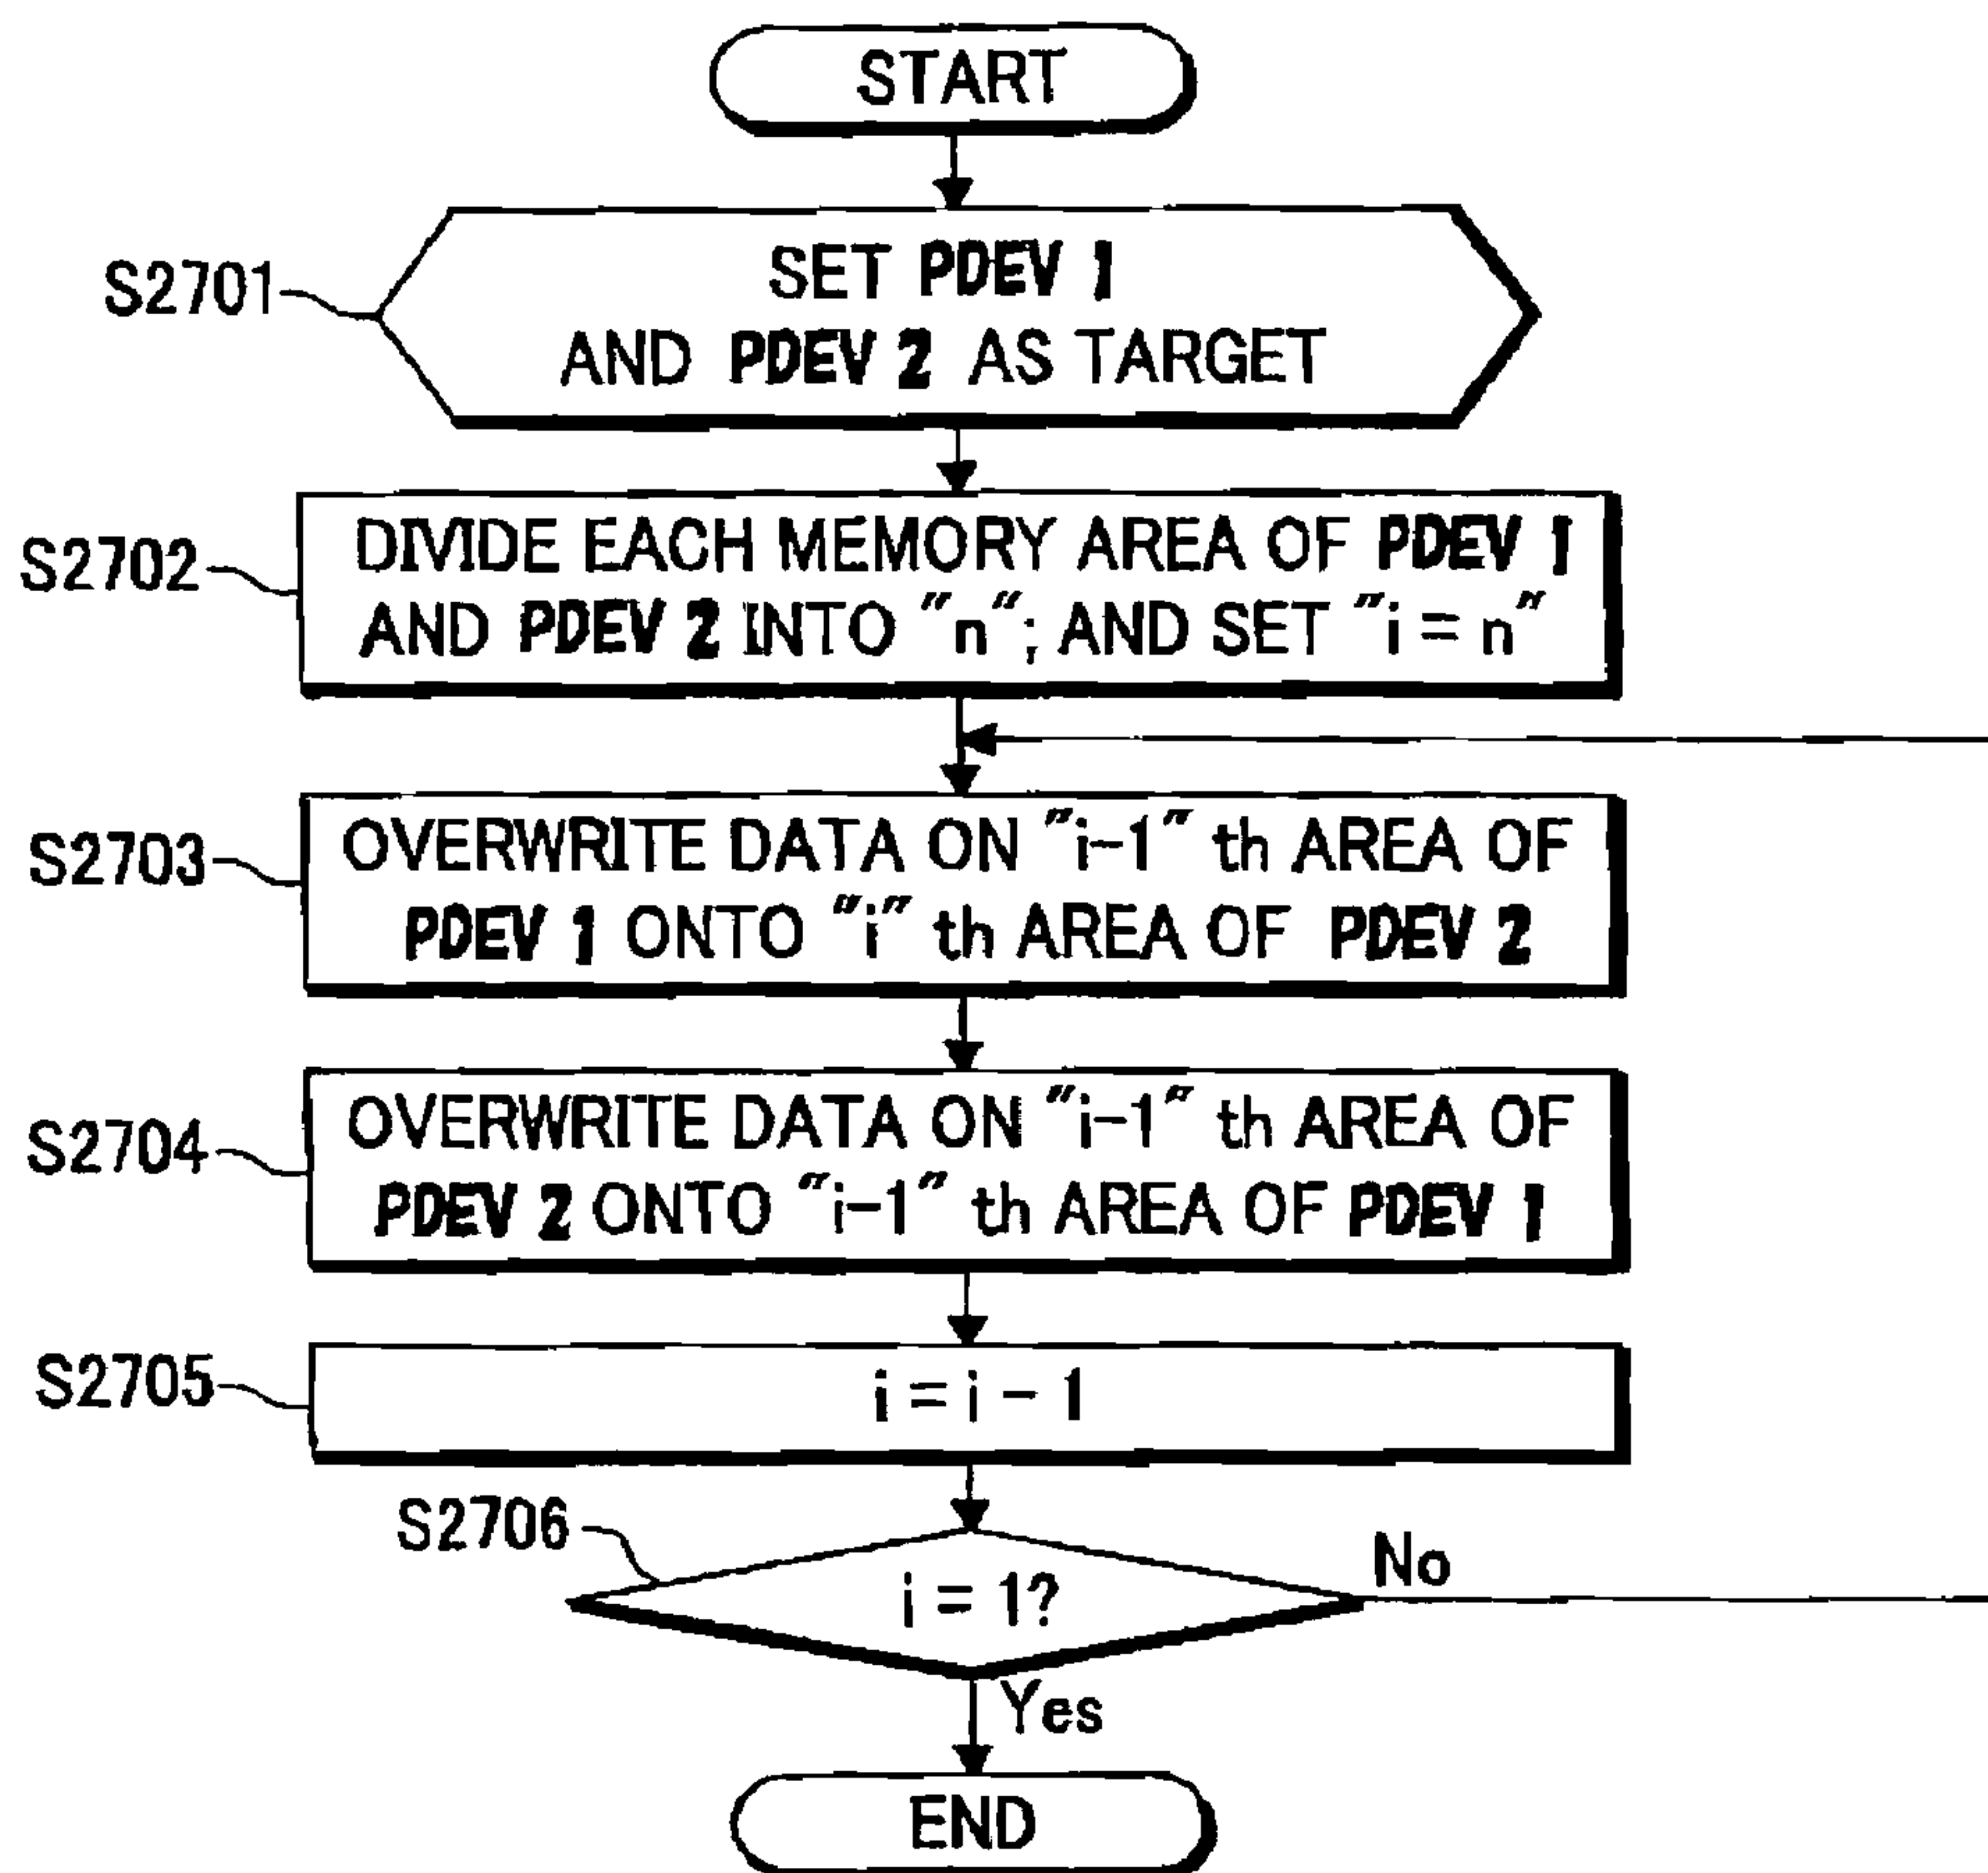 START
S2701
SET PDEV 1
AND PDEV 2 AS TARGET
S2702
DIVIDE EACH MEMORY AREA OF PDEV 1
AND PDEV 2 INTO "n"; AND SET "i = n"
S2703
OVERWRITE DATA ON "i-1" th AREA OF
PDEV 1 ONTO "i" th AREA OF PDEV 2
S2704
OVERWRITE DATA ON "i-1" th AREA OF
PDEV 2 ONTO "i-1" th AREA OF PDEV 1
S2705
i = i - 1
S2706
i = 1?
No
Yes
END